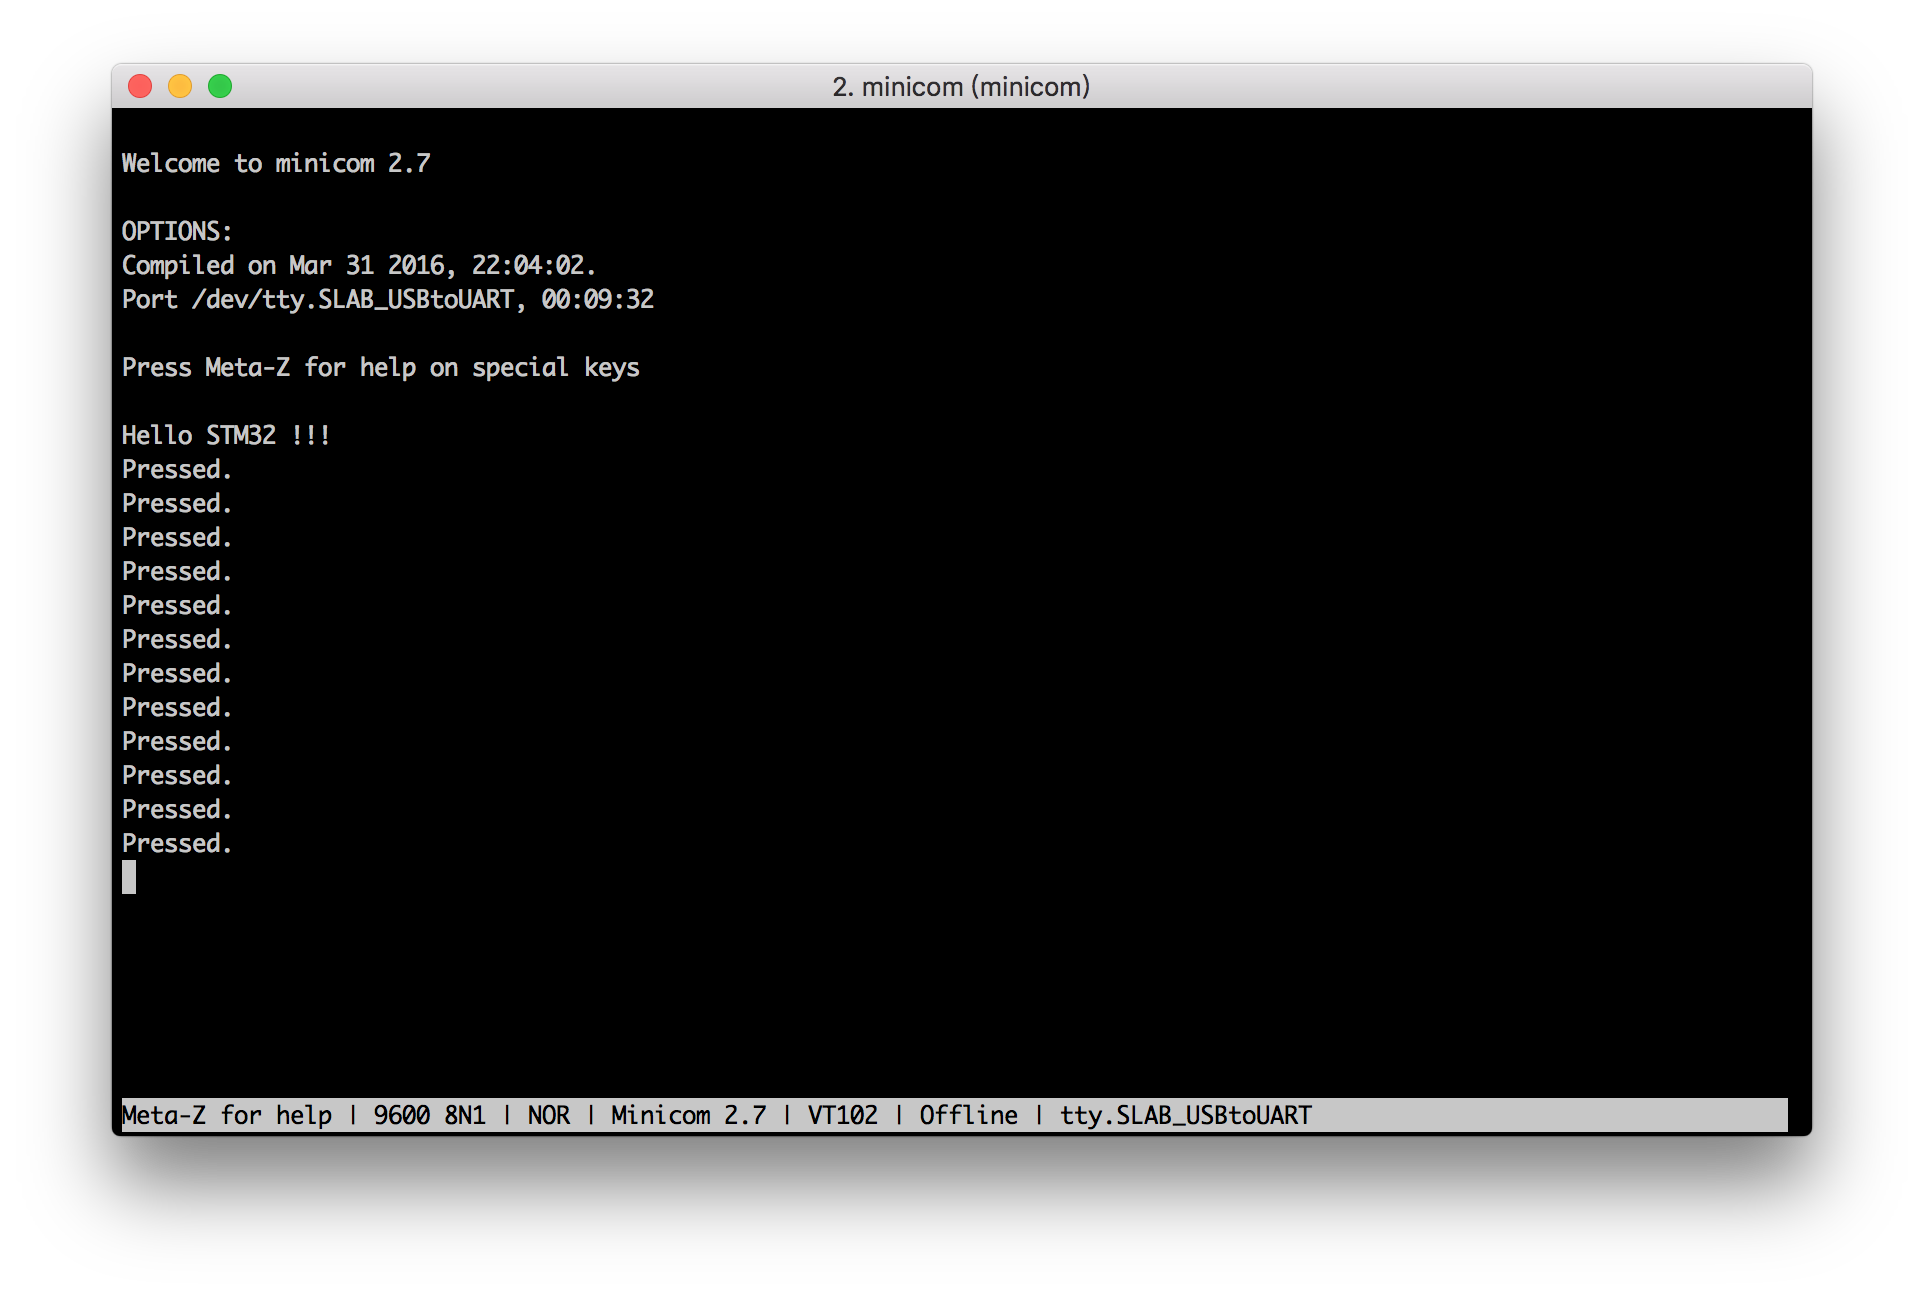 2. minicom (minicom)
Welcome to minicom 2.7
OPTIONS:
Compiled on Mar 31 2016, 22:04:02.
Port /dev/tty.SLAB_USBtoUART, 00:09:32
Press Meta-Z for help on special keys
Hello STM32 !!!
Pressed.
Pressed.
Pressed.
Pressed.
Pressed.
Pressed.
Pressed.
Pressed.
Pressed.
Pressed.
Pressed.
Pressed.
Meta-Z for help | 9600 8N1 | NOR | Minicom 2.7 | VT102 | Offline | tty.SLAB_USBtoUART